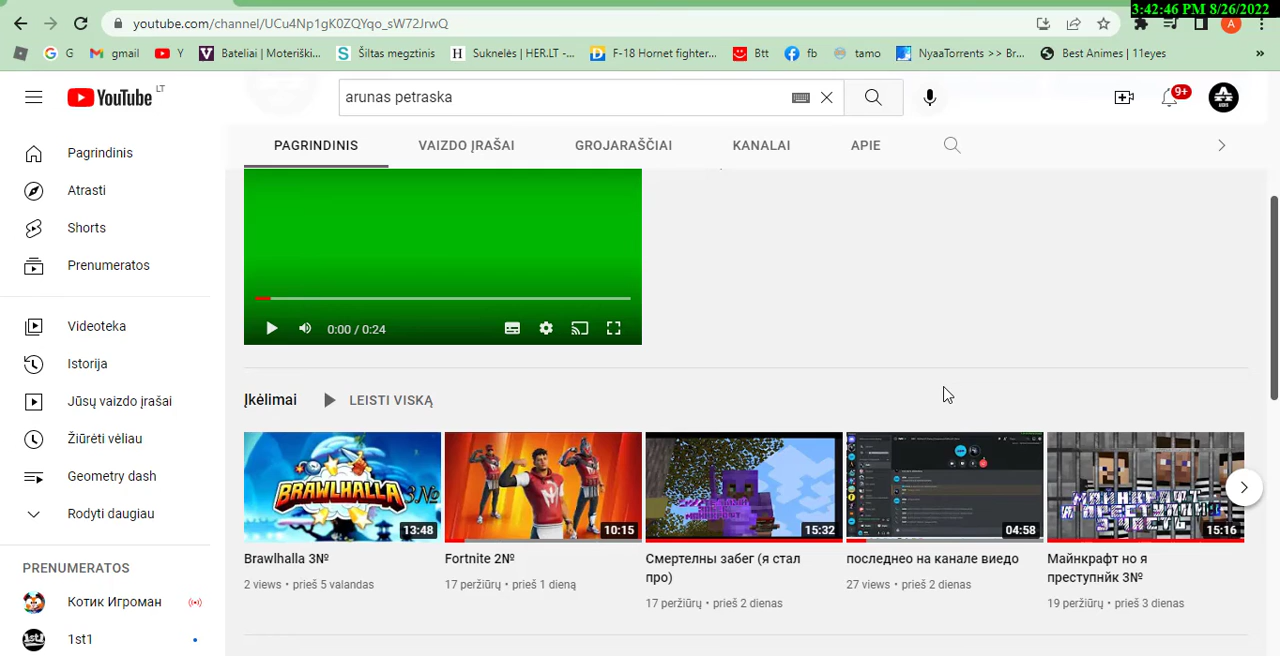 3:42:46 PM 8/26/2022
youtube.com/channel/UCu4Np1gK0ZQYqo_sW72JrwQ
G gmail Y Bateliai | Moteriški... Šiltas megztinis Suknelės | HER.LT -... F-18 Hornet fighter... Btt fb tamo NyaaTorrents >> Br... Best Animes | 11eyes »
YouTube LT
arunas petraska
9+
PAGRINDINIS VAIZDO ĮRAŠAI GROJARAŠČIAI KANALAI APIE
Pagrindinis
Atrasti
Shorts
Prenumeratos
Videoteka
Istorija
Jūsų vaizdo įrašai
Žiūrėti vėliau
Geometry dash
Rodyti daugiau
PRENUMERATOS
Котик Игроман
1st1
0:00 / 0:24
Įkėlimai LEISTI VISKĄ
BRAWLHALLA 3№
13:48
10:15
15:32
04:58
МАЙНКРАФТ
15:16
Brawlhalla 3№
2 views • prieš 5 valandas
Fortnite 2№
17 peržiūrų • prieš 1 dieną
Смертелны забег (я стал
про)
17 peržiūrų • prieš 2 dienas
последнео на канале виедо
27 views • prieš 2 dienas
Майнкрафт но я
преступнйк 3№
19 peržiūrų • prieš 3 dienas